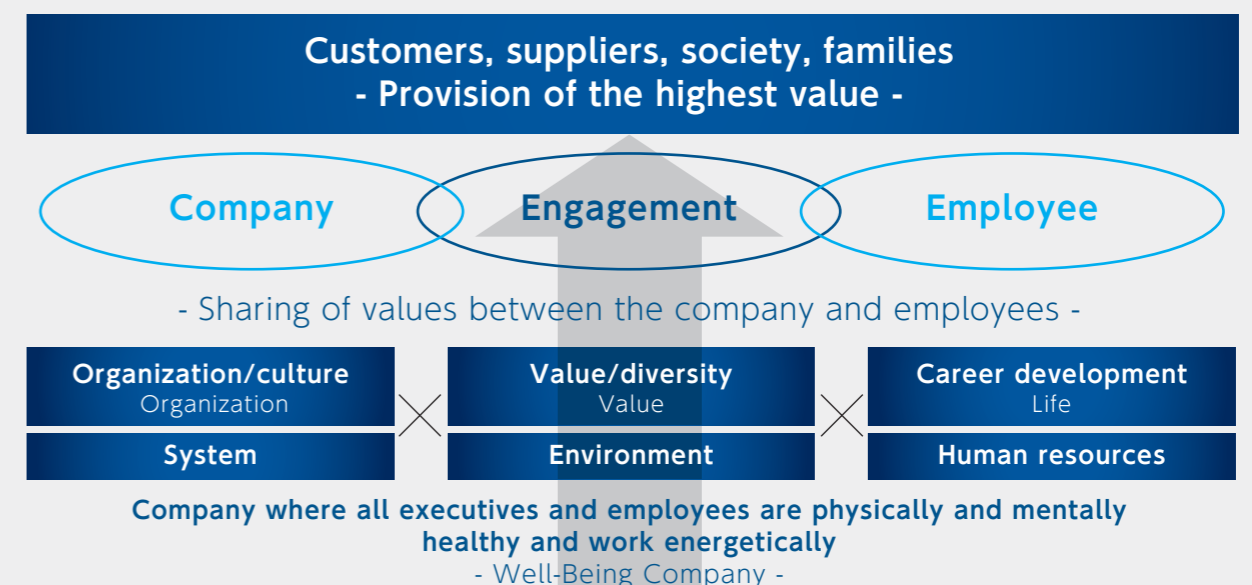 Customers, suppliers, society, families
- Provision of the highest value -
Company
Engagement
Employee
- Sharing of values between the company and employees -
Organization/culture
Organization
Value/diversity
Value
Career development
Life
System
Environment
Human resources
Company where all executives and employees are physically and mentally
healthy and work energetically
- Well-Being Company -